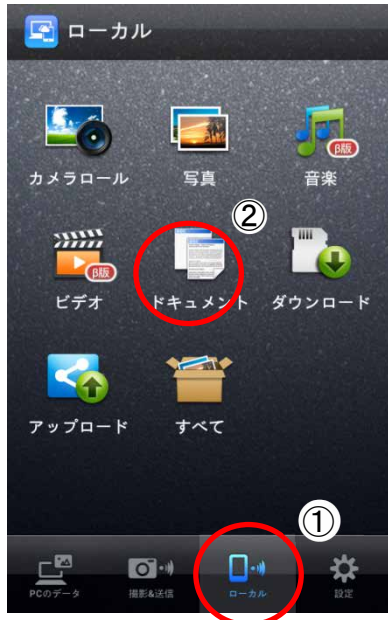 ローカル
カメラロール
写真
β版
音楽
②
β版
ビデオ
ドキュメント
ダウンロード
アップロード
すべて
①
PCのデータ
撮影&送信
ローカル
設定